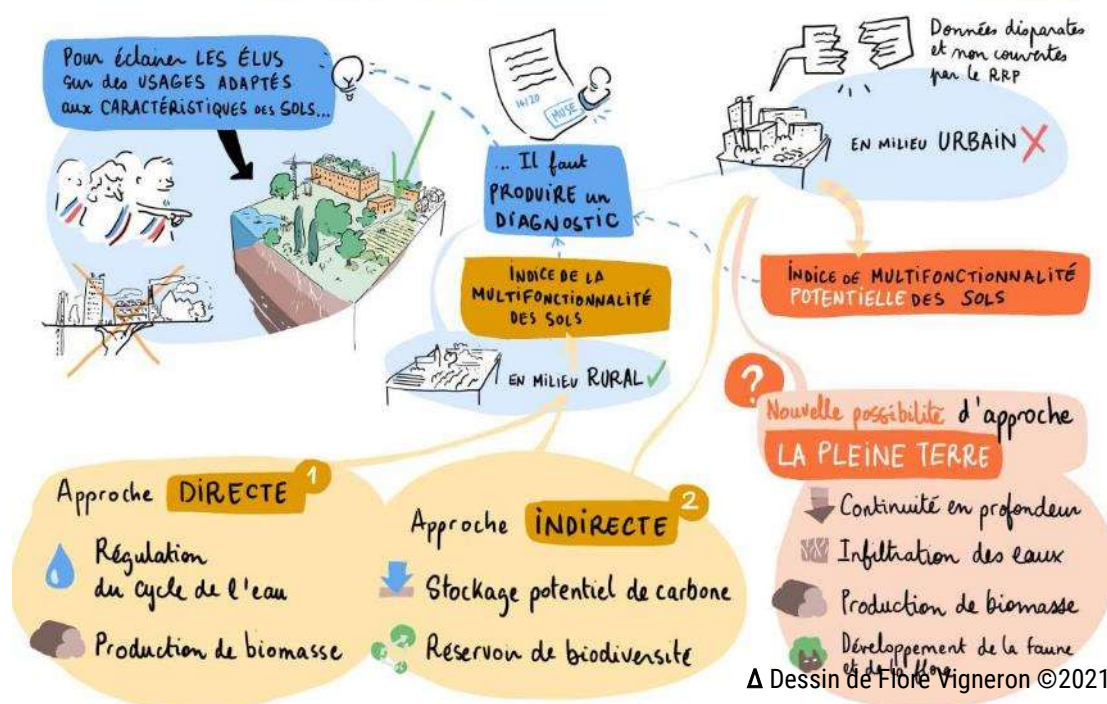 Pour éclairer LES ÉLUS
sur des USAGES ADAPTÉS
aux CARACTÉRISTIQUES DES SOLS...
14/20
MUSE
... Il faut
PRODUIRE un
DIAGNOSTIC
Données disparates
et non couvertes
par le RRP
EN MILIEU URBAIN
INDICE DE LA
MULTIFONCTIONNALITÉ
DES SOLS
EN MILIEU RURAL
INDICE DE MULTIFONCTIONNALITÉ
POTENTIELLE DES SOLS
?
Nouvelle possibilité d'approche
LA PLEINE TERRE
Continuité en profondeur
Infiltration des eaux
Production de biomasse
Développement de la faune
et de la flore
Approche DIRECTE 1
Régulation
du cycle de l'eau
Production de biomasse
Approche INDIRECTE 2
Stockage potentiel de carbone
Réservoir de biodiversité
Δ Dessin de Flore Vigneron ©2021